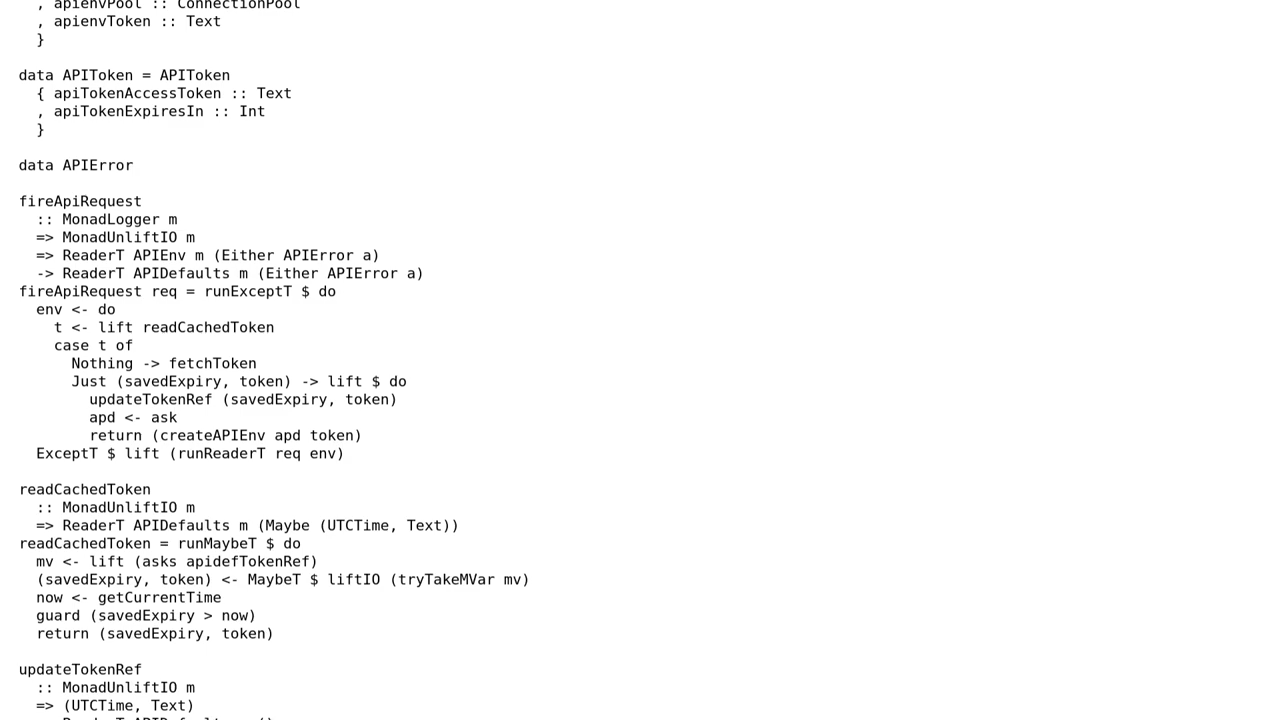 , apienvPool :: ConnectionPool
, apienvToken :: Text
}
data APIToken = APIToken
{ apiTokenAccessToken :: Text
, apiTokenExpiresIn :: Int
}
data APIError
fireApiRequest
:: MonadLogger m
=> MonadUnliftIO m
=> ReaderT APIEnv m (Either APIError a)
-> ReaderT APIDefaults m (Either APIError a)
fireApiRequest req = runExceptT $ do
env <- do
t <- lift readCachedToken
case t of
Nothing -> fetchToken
Just (savedExpiry, token) -> lift $ do
updateTokenRef (savedExpiry, token)
apd <- ask
return (createAPIEnv apd token)
ExceptT $ lift (runReaderT req env)
readCachedToken
:: MonadUnliftIO m
=> ReaderT APIDefaults m (Maybe (UTCTime, Text))
readCachedToken = runMaybeT $ do
mv <- lift (asks apidefTokenRef)
(savedExpiry, token) <- MaybeT $ liftIO (tryTakeMVar mv)
now <- getCurrentTime
guard (savedExpiry > now)
return (savedExpiry, token)
updateTokenRef
:: MonadUnliftIO m
=> (UTCTime, Text)